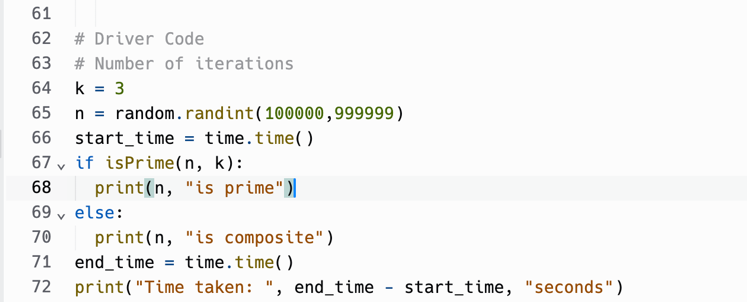 61
62 # Driver Code
63 # Number of iterations
64 k = 3
65 n = random.randint(100000,999999)
66 start_time = time.time()
67 if isPrime(n, k):
68   print(n, "is prime")
69 else:
70   print(n, "is composite")
71 end_time = time.time()
72 print("Time taken: ", end_time - start_time, "seconds")